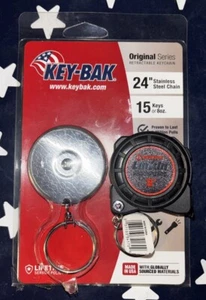 KEY-BAK
www.keybak.com
Original Series
RETRACTABLE KEYCHAIN
24" Stainless
Steel Chain
15 Keys
or 8oz.
Proven to Last
MADE
IN USA
WITH GLOBALLY
SOURCED MATERIALS